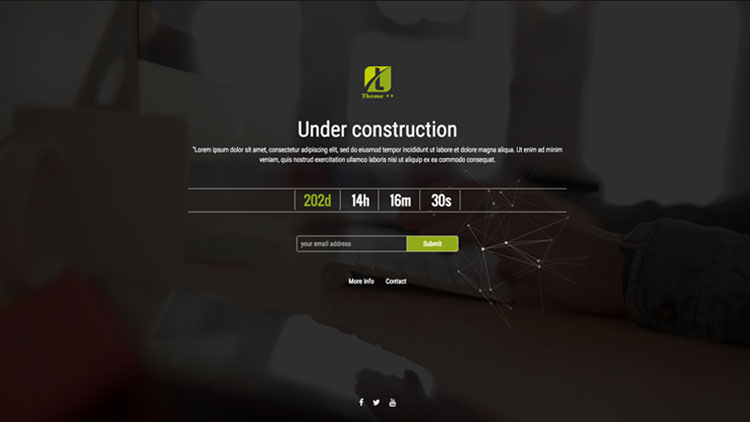 Theme ++
Under construction
"Lorem ipsum dolor sit amet, consectetur adipiscing elit, sed do eiusmod tempor incididunt ut labore et dolore magna aliqua. Ut enim ad minim
veniam, quis nostrud exercitation ullamco laboris nisi ut aliquip ex ea commodo consequat.
202d 14h 16m 30s
your email address Submit
More info Contact